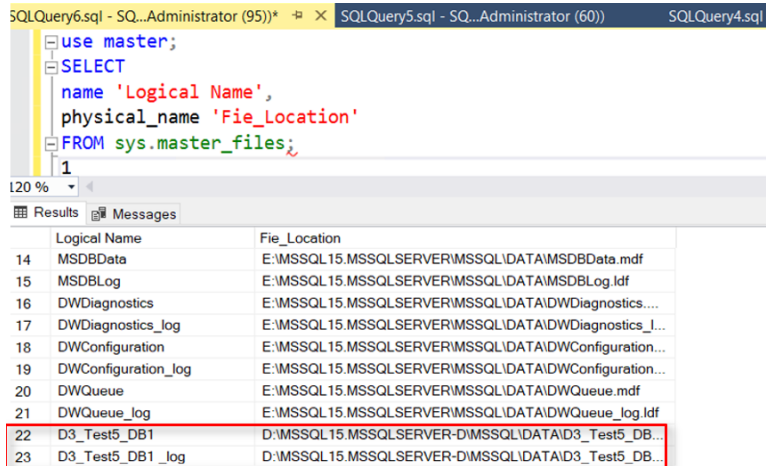 SQLQuery6.sql - SQ...Administrator (95))* SQLQuery5.sql - SQ...Administrator (60)) SQLQuery4.sql
use master;
SELECT
name 'Logical Name',
physical_name 'Fie_Location'
FROM sys.master_files;
1
120 %
Results Messages
Logical Name Fie_Location
14 MSDBData E:\MSSQL15.MSSQLSERVER\MSSQL\DATA\MSDBData.mdf
15 MSDBLog E:\MSSQL15.MSSQLSERVER\MSSQL\DATA\MSDBLog.ldf
16 DWDiagnostics E:\MSSQL15.MSSQLSERVER\MSSQL\DATA\DWDiagnostics....
17 DWDiagnostics_log E:\MSSQL15.MSSQLSERVER\MSSQL\DATA\DWDiagnostics_l...
18 DWConfiguration E:\MSSQL15.MSSQLSERVER\MSSQL\DATA\DWConfiguration...
19 DWConfiguration_log E:\MSSQL15.MSSQLSERVER\MSSQL\DATA\DWConfiguration...
20 DWQueue E:\MSSQL15.MSSQLSERVER\MSSQL\DATA\DWQueue.mdf
21 DWQueue_log E:\MSSQL15.MSSQLSERVER\MSSQL\DATA\DWQueue_log.ldf
22 D3_Test5_DB1 D:\MSSQL15.MSSQLSERVER-D\MSSQL\DATA\D3_Test5_DB...
23 D3_Test5_DB1 _log D:\MSSQL15.MSSQLSERVER-D\MSSQL\DATA\D3_Test5_DB...